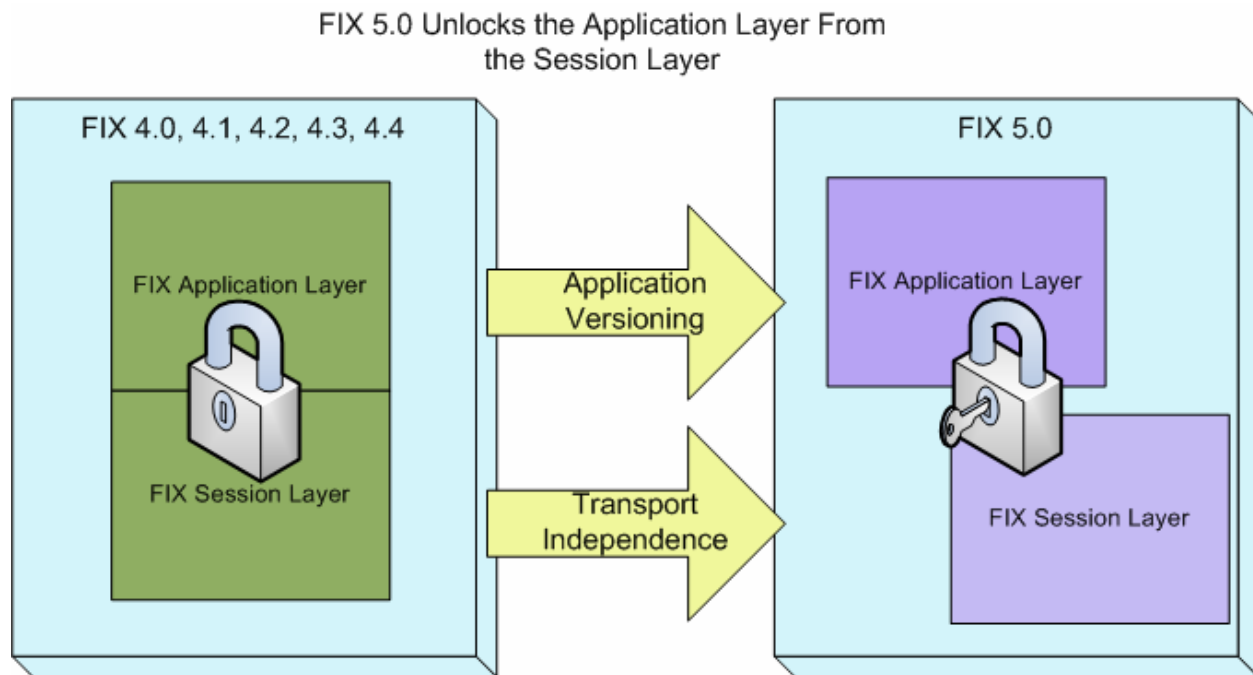 FIX 5.0 Unlocks the Application Layer From
the Session Layer
FIX 4.0, 4.1, 4.2, 4.3, 4.4
FIX Application Layer
FIX Session Layer
Application
Versioning
Transport
Independence
FIX 5.0
FIX Application Layer
FIX Session Layer